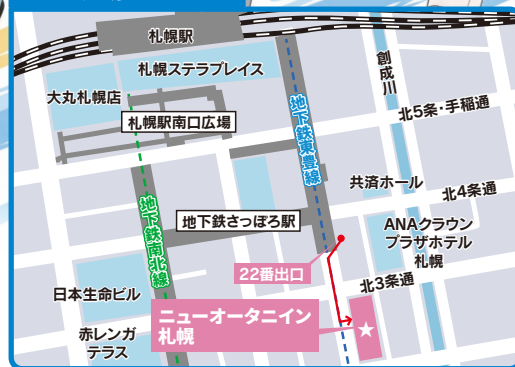 札幌駅
札幌ステラプレイス
大丸札幌店
創成川
札幌駅南口広場
地下鉄東豊線
北5条・手稲通
共済ホール
北4条通
地下鉄南北線
地下鉄さっぽろ駅
ANAクラウン
プラザホテル
札幌
22番出口
北3条通
日本生命ビル
ニューオータニイン
札幌
赤レンガ
テラス